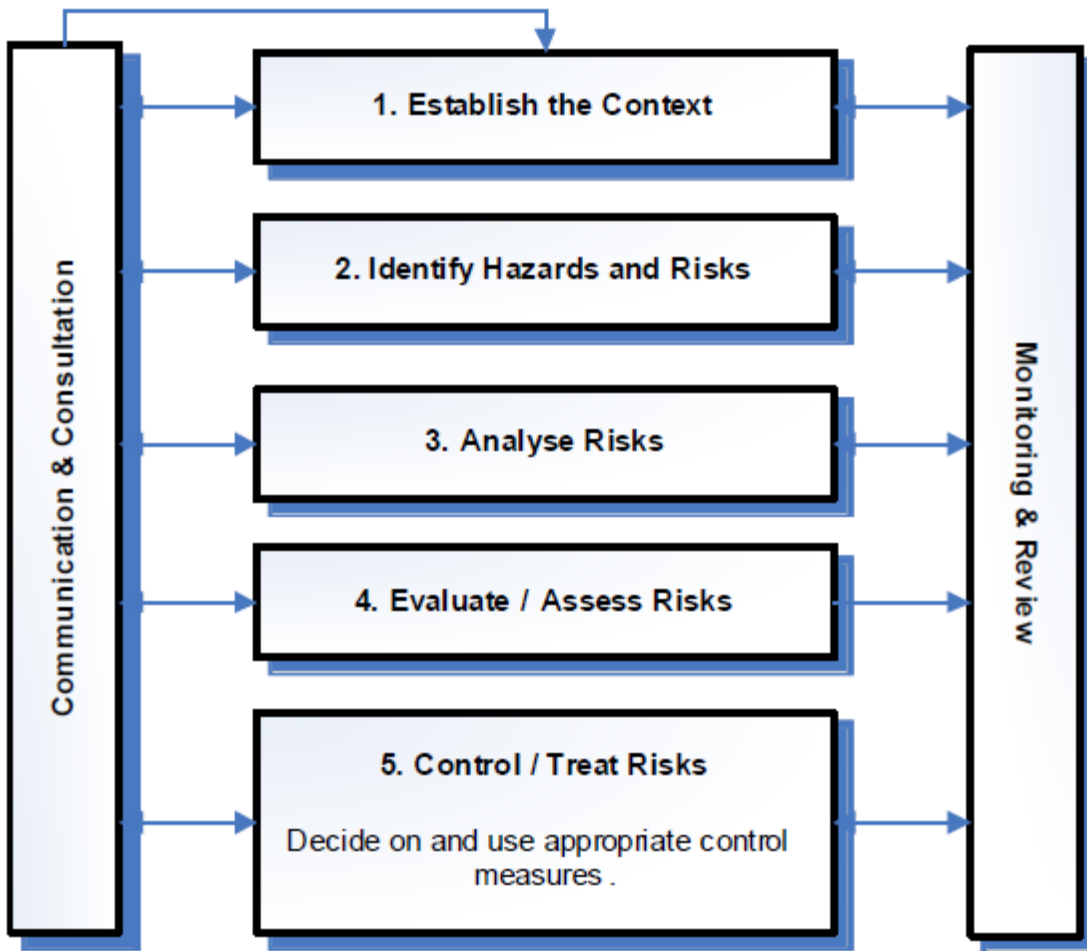 Communication & Consultation
1. Establish the Context
2. Identify Hazards and Risks
3. Analyse Risks
4. Evaluate / Assess Risks
5. Control / Treat Risks
Decide on and use appropriate control
measures .
Monitoring & Review